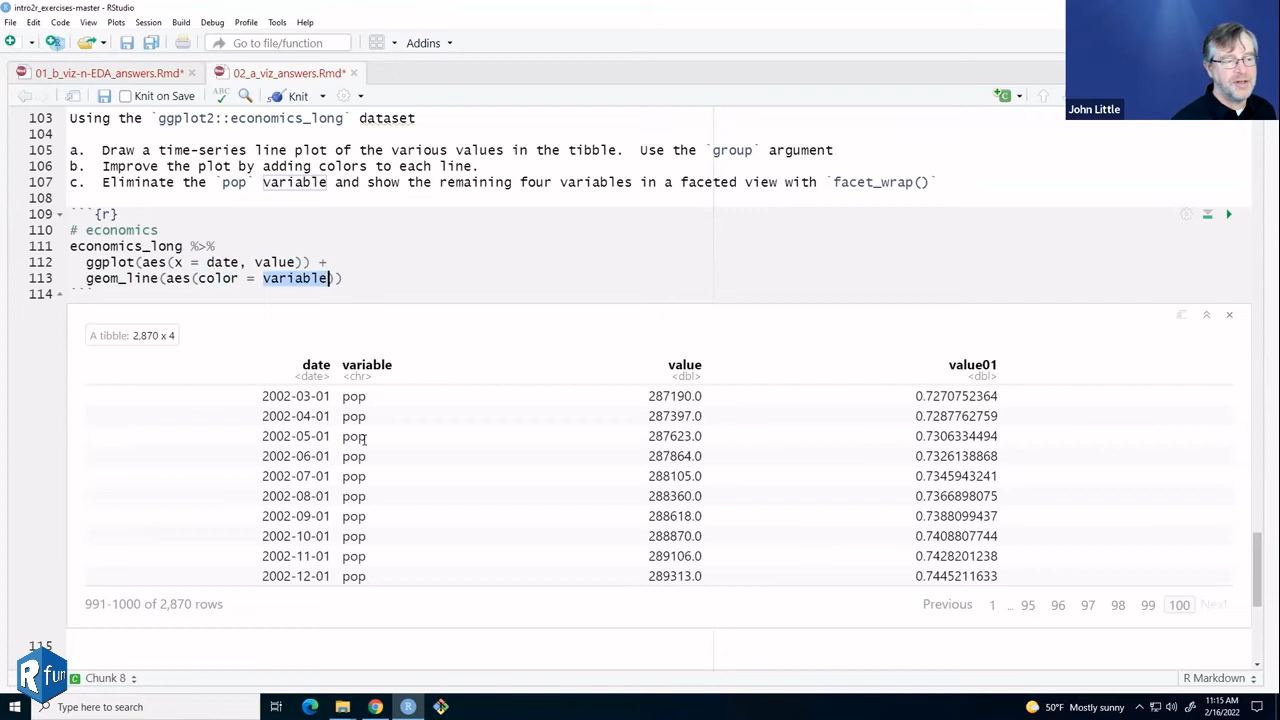 intro2r_exercises-master - RStudio
File Edit Code View Plots Session Build Debug Profile Tools Help
Go to file/function Addins
01_b_viz-n-EDA_answers.Rmd* 02_a_viz_answers.Rmd*
Knit on Save ABC Knit
John Little
103 Using the `ggplot2::economics_long` dataset
104
105 a. Draw a time-series line plot of the various values in the tibble. Use the `group` argument
106 b. Improve the plot by adding colors to each line.
107 c. Eliminate the `pop` variable and show the remaining four variables in a faceted view with `facet_wrap()`
108
109 ```{r}
110 # economics
111 economics_long %>%
112 ggplot(aes(x = date, value)) +
113 geom_line(aes(color = variable))
114 ```
A tibble: 2,870 x 4
date variable value value01
<date> <chr> <dbl> <dbl>
2002-03-01 pop 287190.0 0.7270752364
2002-04-01 pop 287397.0 0.7287762759
2002-05-01 pop 287623.0 0.7306334494
2002-06-01 pop 287864.0 0.7326138868
2002-07-01 pop 288105.0 0.7345943241
2002-08-01 pop 288360.0 0.7366898075
2002-09-01 pop 288618.0 0.7388099437
2002-10-01 pop 288870.0 0.7408807744
2002-11-01 pop 289106.0 0.7428201238
2002-12-01 pop 289313.0 0.7445211633
991-1000 of 2,870 rows Previous 1 ... 95 96 97 98 99 100 Next
115
R fun
Chunk 8 R Markdown
Type here to search 50°F Mostly sunny 11:15 AM
2/16/2022